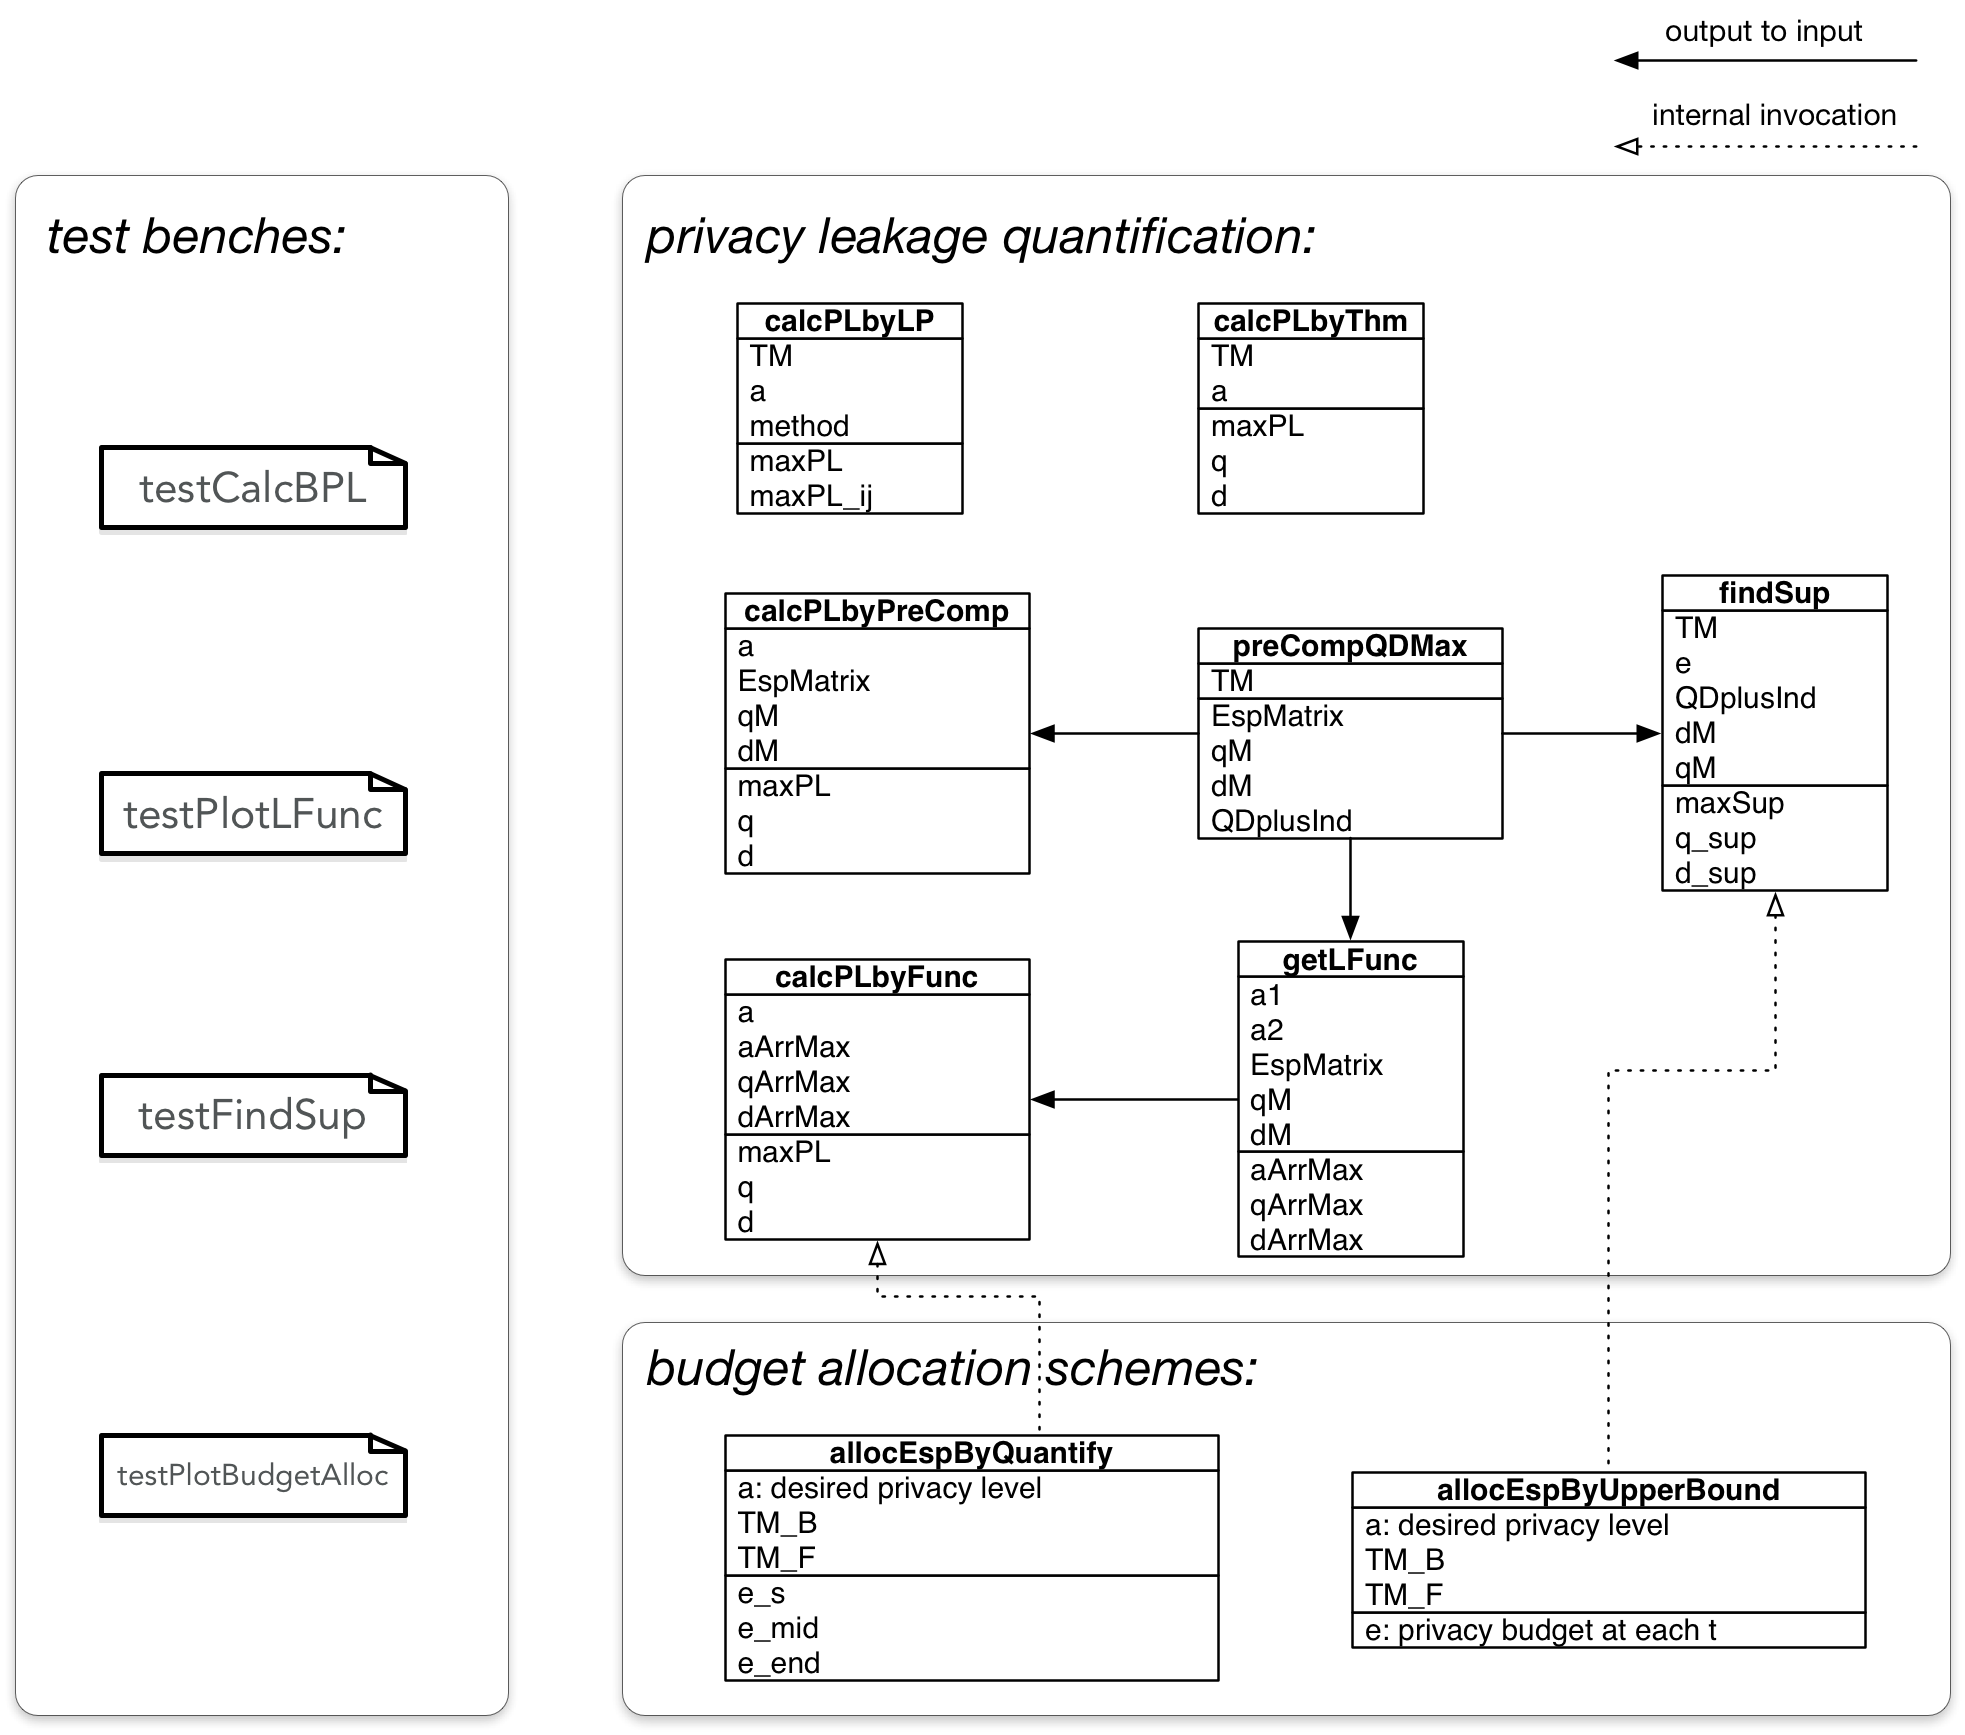 output to input
internal invocation
test benches:
testCalcBPL
testPlotLFunc
testFindSup
testPlotBudgetAlloc
privacy leakage quantification:
calcPLbyLP
TM
a
method
maxPL
maxPL_ij
calcPLbyThm
TM
a
maxPL
q
d
calcPLbyPreComp
a
EspMatrix
qM
dM
maxPL
q
d
preCompQDMax
TM
EspMatrix
qM
dM
QDplusInd
findSup
TM
e
QDplusInd
dM
qM
maxSup
q_sup
d_sup
calcPLbyFunc
a
aArrMax
qArrMax
dArrMax
maxPL
q
d
getLFunc
a1
a2
EspMatrix
qM
dM
aArrMax
qArrMax
dArrMax
budget allocation schemes:
allocEspByQuantify
a: desired privacy level
TM_B
TM_F
e_s
e_mid
e_end
allocEspByUpperBound
a: desired privacy level
TM_B
TM_F
e: privacy budget at each t